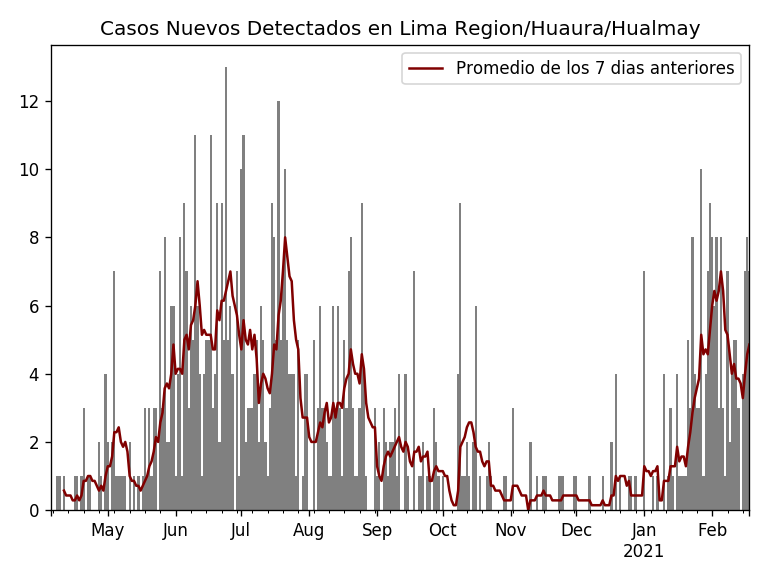 Casos Nuevos Detectados en Lima Region/Huaura/Hualmay
Promedio de los 7 dias anteriores
12
10
8
6
4
2
0
May Jun Jul Aug Sep Oct Nov Dec Jan Feb
2021